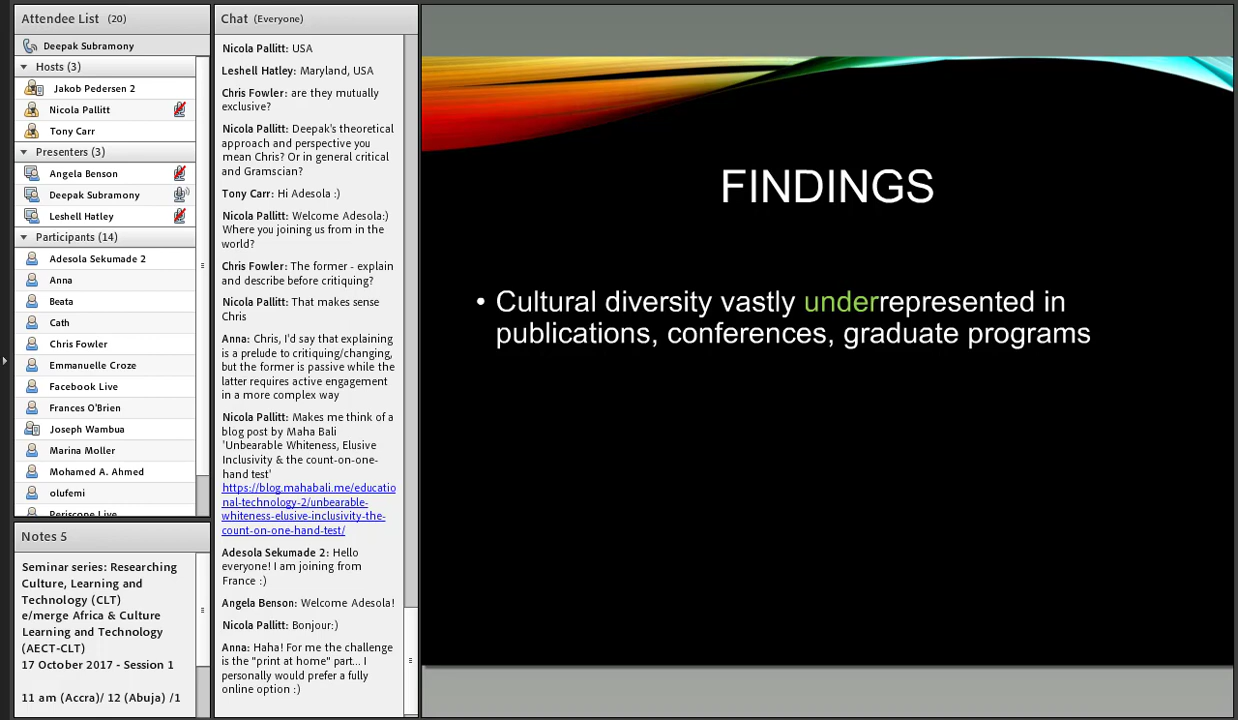 Attendee List (20)
Deepak Subramony
Hosts (3)
Jakob Pedersen 2
Nicola Pallitt
Tony Carr
Presenters (3)
Angela Benson
Deepak Subramony
Leshell Hatley
Participants (14)
Adesola Sekumade 2
Anna
Beata
Cath
Chris Fowler
Emmanuelle Croze
Facebook Live
Frances O'Brien
Joseph Wambua
Marina Moller
Mohamed A. Ahmed
olufemi
Periscope Live
Notes 5
Seminar series: Researching
Culture, Learning and
Technology (CLT)
e/merge Africa & Culture
Learning and Technology
(AECT-CLT)
17 October 2017 - Session 1
11 am (Accra)/ 12 (Abuja) /1
Chat (Everyone)
Nicola Pallitt: USA
Leshell Hatley: Maryland, USA
Chris Fowler: are they mutually
exclusive?
Nicola Pallitt: Deepak's theoretical
approach and perspective you
mean Chris? Or in general critical
and Gramscian?
Tony Carr: Hi Adesola :)
Nicola Pallitt: Welcome Adesola:)
Where you joining us from in the
world?
Chris Fowler: The former - explain
and describe before critiquing?
Nicola Pallitt: That makes sense
Chris
Anna: Chris, I'd say that explaining
is a prelude to critiquing/changing,
but the former is passive while the
latter requires active engagement
in a more complex way
Nicola Pallitt: Makes me think of a
blog post by Maha Bali
'Unbearable Whiteness, Elusive
Inclusivity & the count-on-one-
hand test'
https://blog.mahabali.me/educatio
nal-technology-2/unbearable-
whiteness-elusive-inclusivity-the-
count-on-one-hand-test/
Adesola Sekumade 2: Hello
everyone! I am joining from
France :)
Angela Benson: Welcome Adesola!
Nicola Pallitt: Bonjour:)
Anna: Haha! For me the challenge
is the "print at home" part... I
personally would prefer a fully
online option :)
FINDINGS
• Cultural diversity vastly underrepresented in
publications, conferences, graduate programs